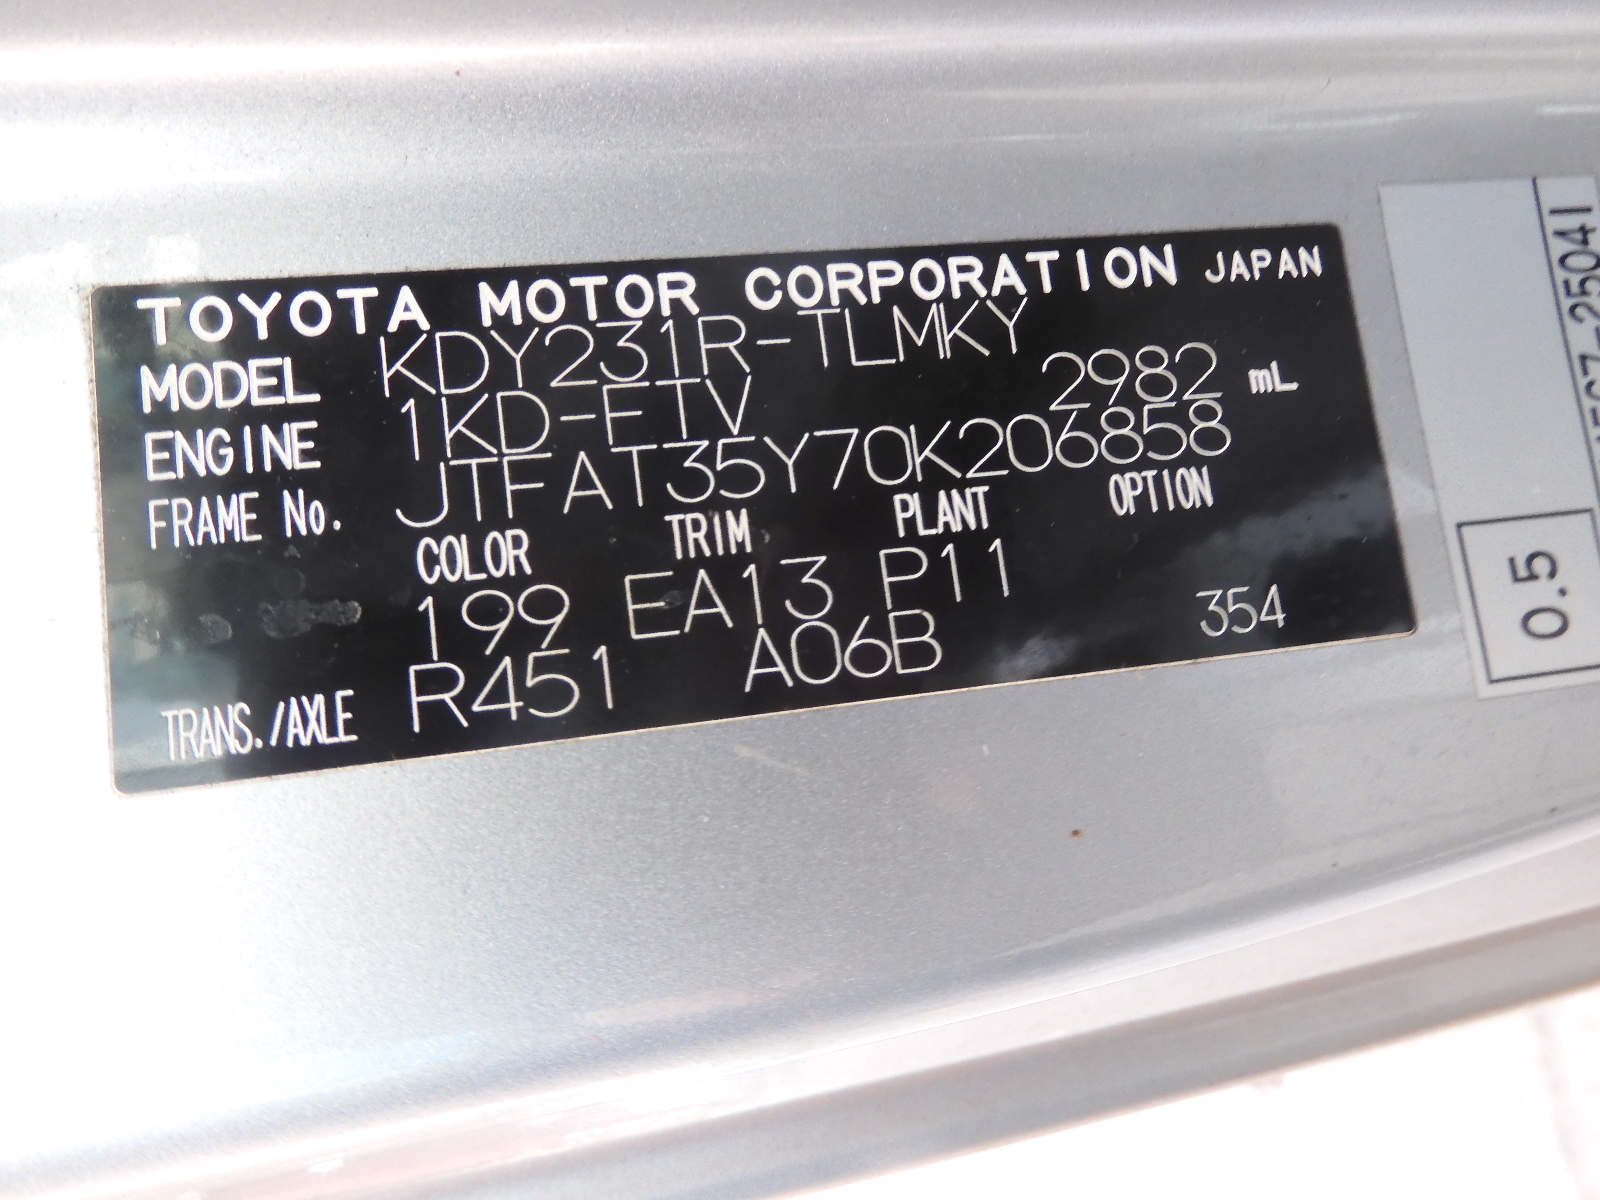 TOYOTA MOTOR CORPORATION JAPAN
MODEL KDY231R-TLMKY
ENGINE 1KD-FTV 2982 mL
FRAME No. JTFAT35Y70K206858
COLOR TRIM PLANT OPTION
199 EA13 P11
TRANS./AXLE R451 A06B 354
0.5